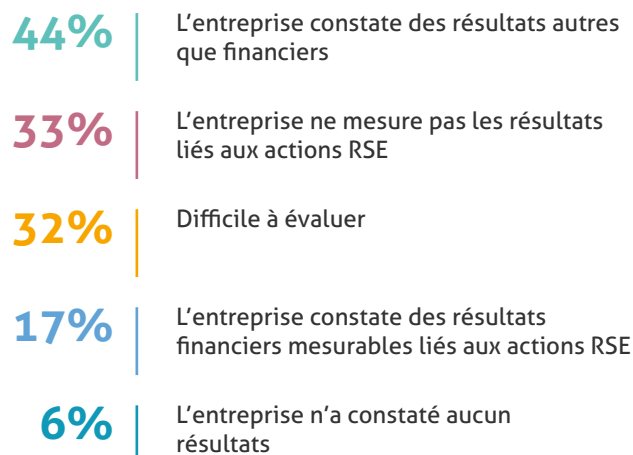 44%
L'entreprise constate des résultats autres
que financiers
33%
L'entreprise ne mesure pas les résultats
liés aux actions RSE
32%
Difficile à évaluer
17%
L'entreprise constate des résultats
financiers mesurables liés aux actions RSE
6%
L'entreprise n'a constaté aucun
résultats